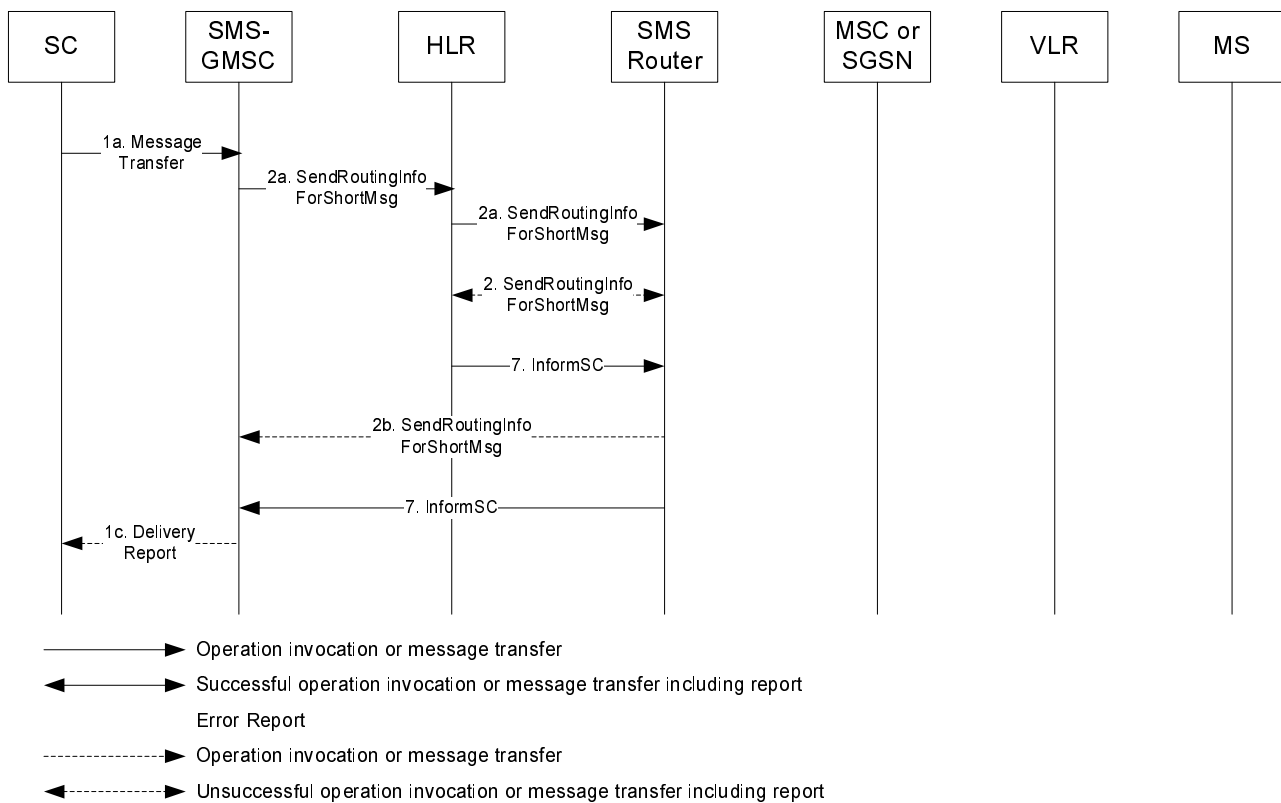 SC
SMS-
GMSC
HLR
SMS
Router
MSC or
SGSN
VLR
MS
1a. Message
Transfer
2a. SendRoutingInfo
ForShortMsg
2a. SendRoutingInfo
ForShortMsg
2. SendRoutingInfo
ForShortMsg
7. InformSC
2b. SendRoutingInfo
ForShortMsg
7. InformSC
1c. Delivery
Report
Operation invocation or message transfer
Successful operation invocation or message transfer including report
Error Report
Operation invocation or message transfer
Unsuccessful operation invocation or message transfer including report